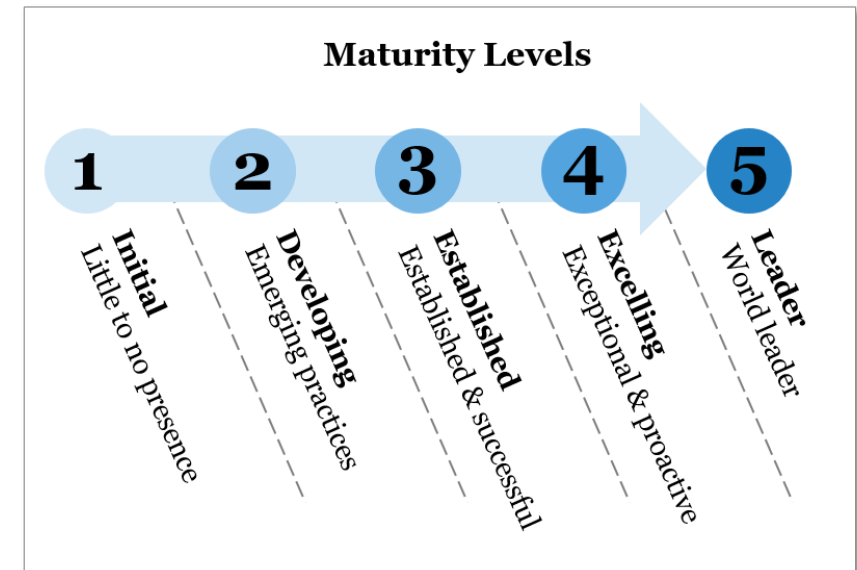 Maturity Levels
1
2
3
4
5
Initial
Little to no presence
Developing
Emerging practices
Established
Established & successful
Excelling
Exceptional & proactive
Leader
World leader